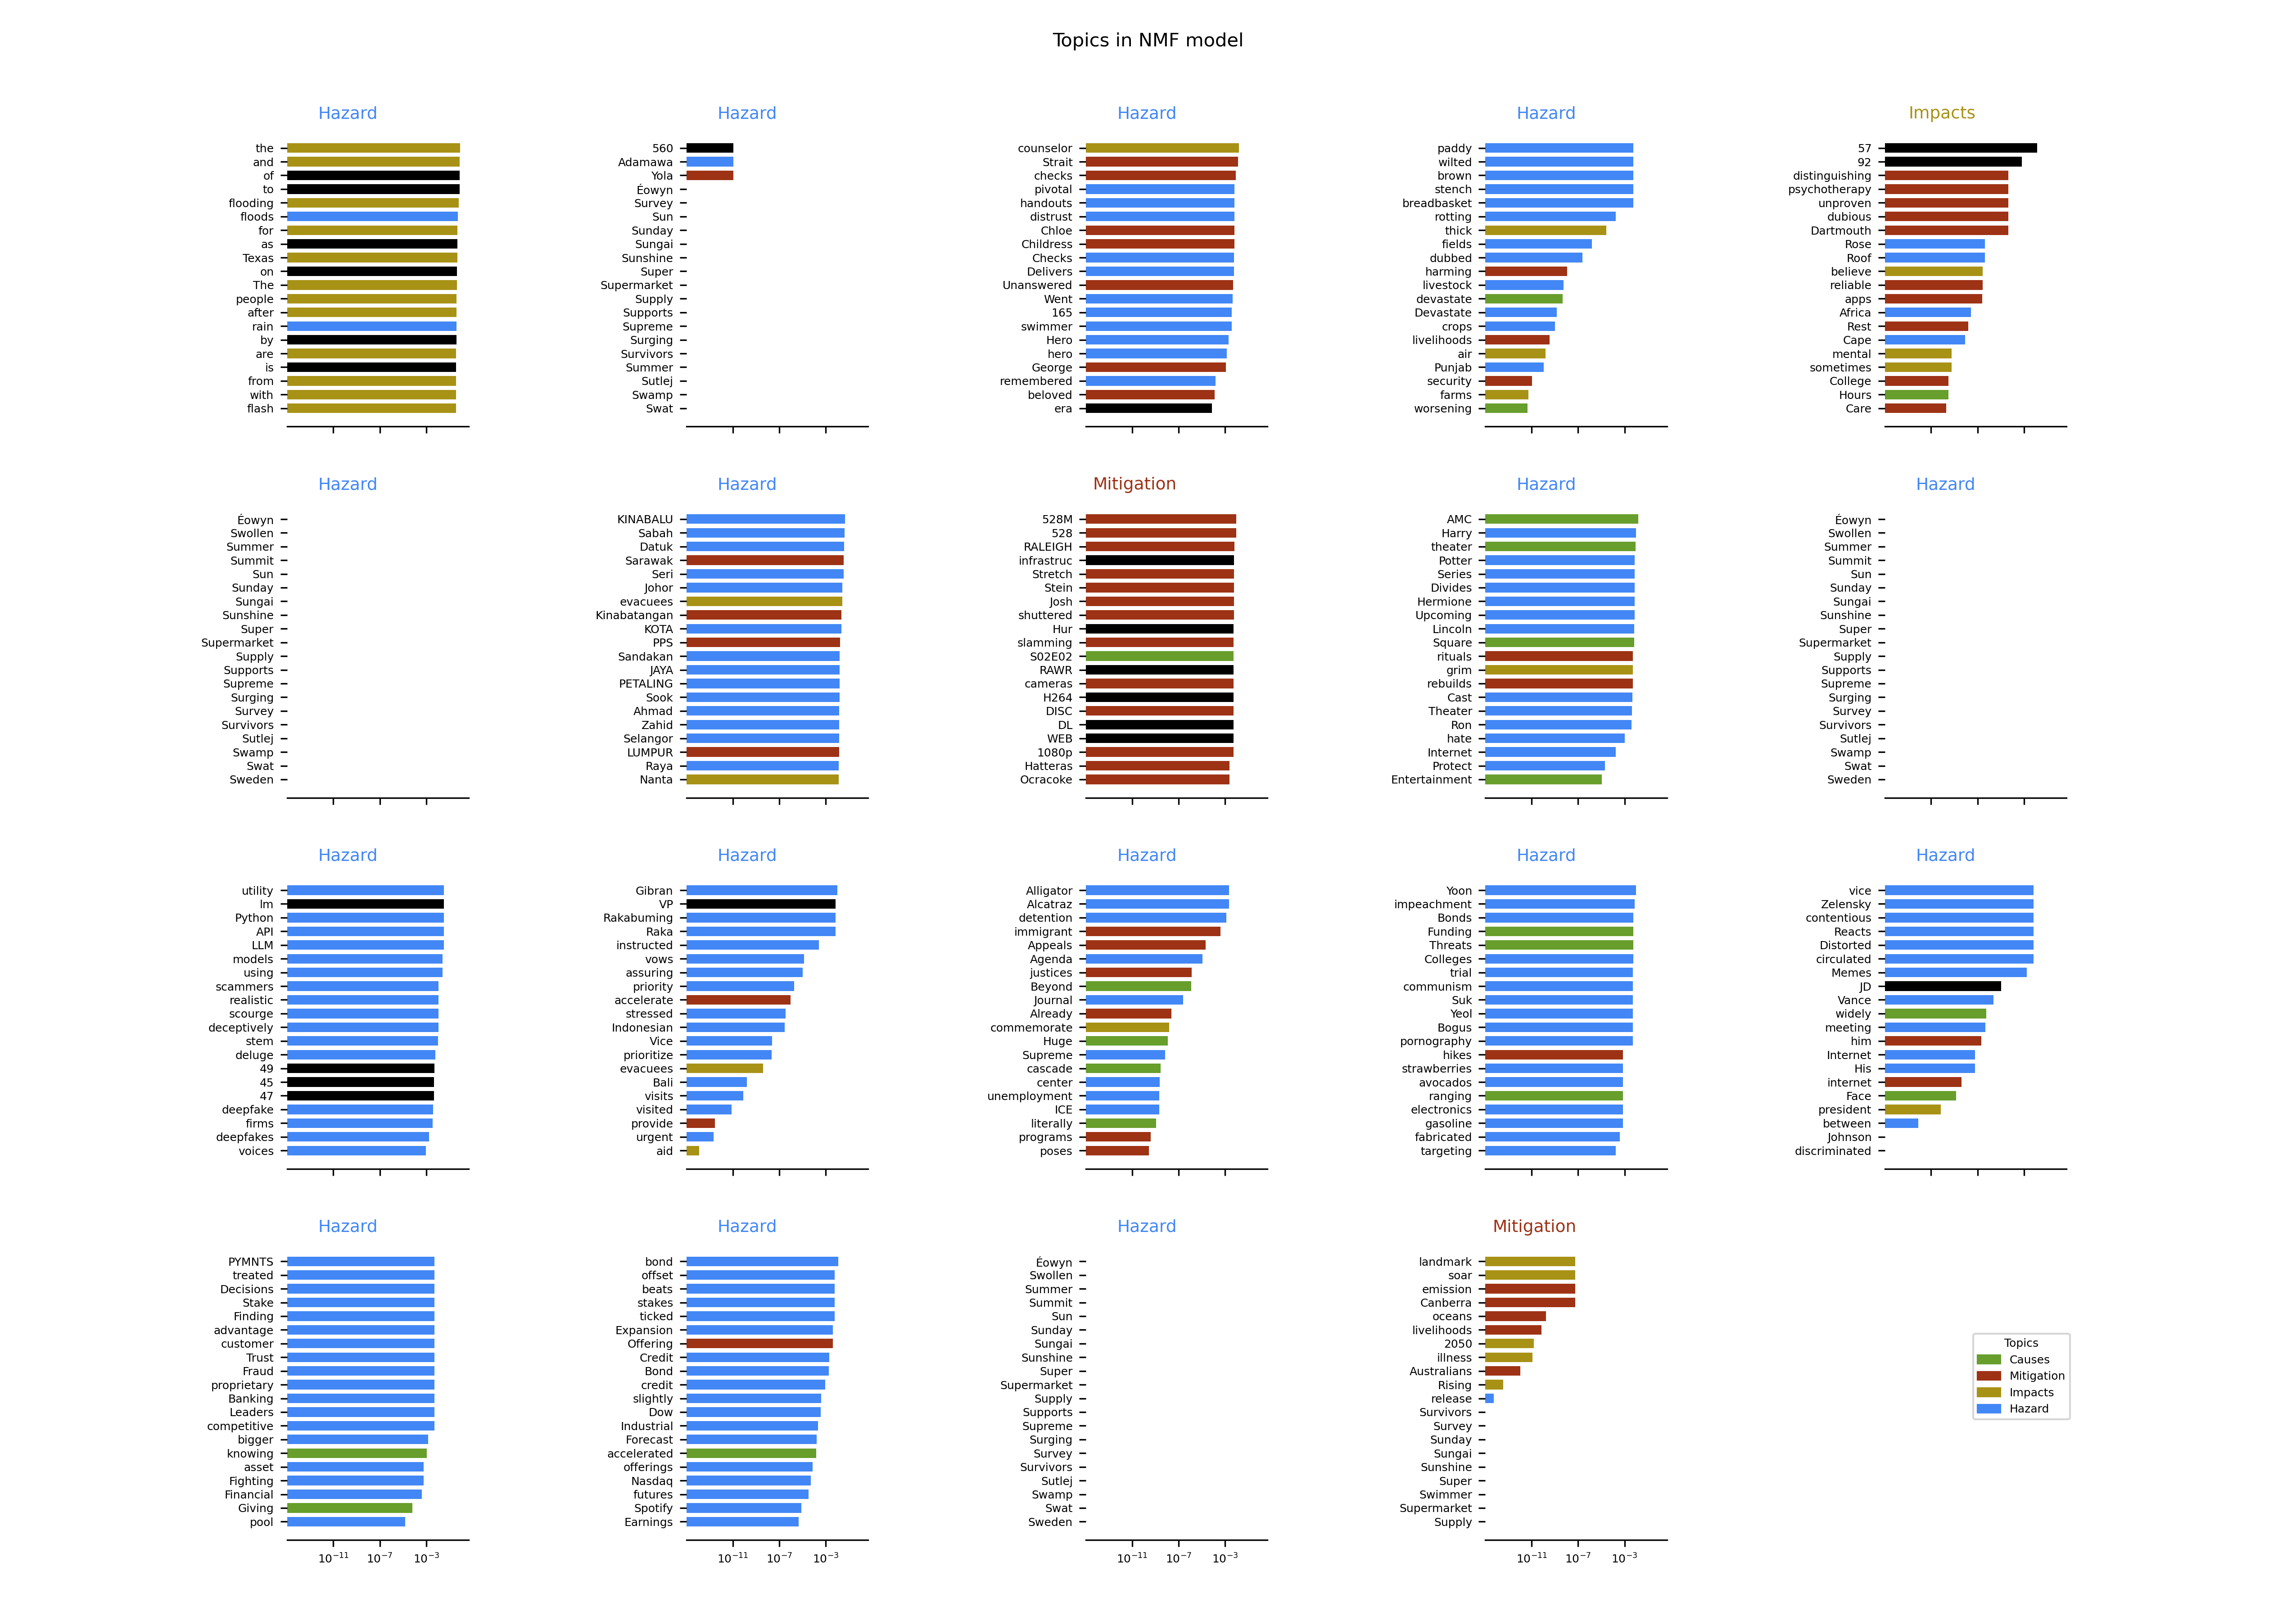 Topics in NMF model
Hazard
the
and
of
to
flooding
floods
for
as
Texas
on
The
people
after
rain
by
are
is
from
with
flash
Hazard
560
Adamawa
Yola
Éowyn
Survey
Sun
Sunday
Sungai
Sunshine
Super
Supermarket
Supply
Supports
Supreme
Surging
Survivors
Summer
Sutlej
Swamp
Swat
Hazard
counselor
Strait
checks
pivotal
handouts
distrust
Chloe
Childress
Checks
Delivers
Unanswered
Went
165
swimmer
Hero
hero
George
remembered
beloved
era
Hazard
paddy
wilted
brown
stench
breadbasket
rotting
thick
fields
dubbed
harming
livestock
devastate
Devastate
crops
livelihoods
air
Punjab
security
farms
worsening
Impacts
57
92
distinguishing
psychotherapy
unproven
dubious
Dartmouth
Rose
Roof
believe
reliable
apps
Africa
Rest
Cape
mental
sometimes
College
Hours
Care
Hazard
Éowyn
Swollen
Summer
Summit
Sun
Sunday
Sungai
Sunshine
Super
Supermarket
Supply
Supports
Supreme
Surging
Survey
Survivors
Sutlej
Swamp
Swat
Sweden
Hazard
KINABALU
Sabah
Datuk
Sarawak
Seri
Johor
evacuees
Kinabatangan
KOTA
PPS
Sandakan
JAYA
PETALING
Sook
Ahmad
Zahid
Selangor
LUMPUR
Raya
Nanta
Mitigation
528M
528
RALEIGH
infrastruc
Stretch
Stein
Josh
shuttered
Hur
slamming
S02E02
RAWR
cameras
H264
DISC
DL
WEB
1080p
Hatteras
Ocracoke
Hazard
AMC
Harry
theater
Potter
Series
Divides
Hermione
Upcoming
Lincoln
Square
rituals
grim
rebuilds
Cast
Theater
Ron
hate
Internet
Protect
Entertainment
Hazard
Éowyn
Swollen
Summer
Summit
Sun
Sunday
Sungai
Sunshine
Super
Supermarket
Supply
Supports
Supreme
Surging
Survey
Survivors
Sutlej
Swamp
Swat
Sweden
Hazard
utility
lm
Python
API
LLM
models
using
scammers
realistic
scourge
deceptively
stem
deluge
49
45
47
deepfake
firms
deepfakes
voices
Hazard
Gibran
VP
Rakabuming
Raka
instructed
vows
assuring
priority
accelerate
stressed
Indonesian
Vice
prioritize
evacuees
Bali
visits
visited
provide
urgent
aid
Hazard
Alligator
Alcatraz
detention
immigrant
Appeals
Agenda
justices
Beyond
Journal
Already
commemorate
Huge
Supreme
cascade
center
unemployment
ICE
literally
programs
poses
Hazard
Yoon
impeachment
Bonds
Funding
Threats
Colleges
trial
communism
Suk
Yeol
Bogus
pornography
hikes
strawberries
avocados
ranging
electronics
gasoline
fabricated
targeting
Hazard
vice
Zelensky
contentious
Reacts
Distorted
circulated
Memes
JD
Vance
widely
meeting
him
Internet
His
internet
Face
president
between
Johnson
discriminated
Hazard
PYMNTS
treated
Decisions
Stake
Finding
advantage
customer
Trust
Fraud
proprietary
Banking
Leaders
competitive
bigger
knowing
asset
Fighting
Financial
Giving
pool
10⁻¹¹ 10⁻⁷ 10⁻³
Hazard
bond
offset
beats
stakes
ticked
Expansion
Offering
Credit
Bond
credit
slightly
Dow
Industrial
Forecast
accelerated
offerings
Nasdaq
futures
Spotify
Earnings
10⁻¹¹ 10⁻⁷ 10⁻³
Hazard
Éowyn
Swollen
Summer
Summit
Sun
Sunday
Sungai
Sunshine
Super
Supermarket
Supply
Supports
Supreme
Surging
Survey
Survivors
Sutlej
Swamp
Swat
Sweden
10⁻¹¹ 10⁻⁷ 10⁻³
Mitigation
landmark
soar
emission
Canberra
oceans
livelihoods
2050
illness
Australians
Rising
release
Survivors
Survey
Sunday
Sungai
Sunshine
Super
Swimmer
Supermarket
Supply
10⁻¹¹ 10⁻⁷ 10⁻³
Topics
Causes
Mitigation
Impacts
Hazard